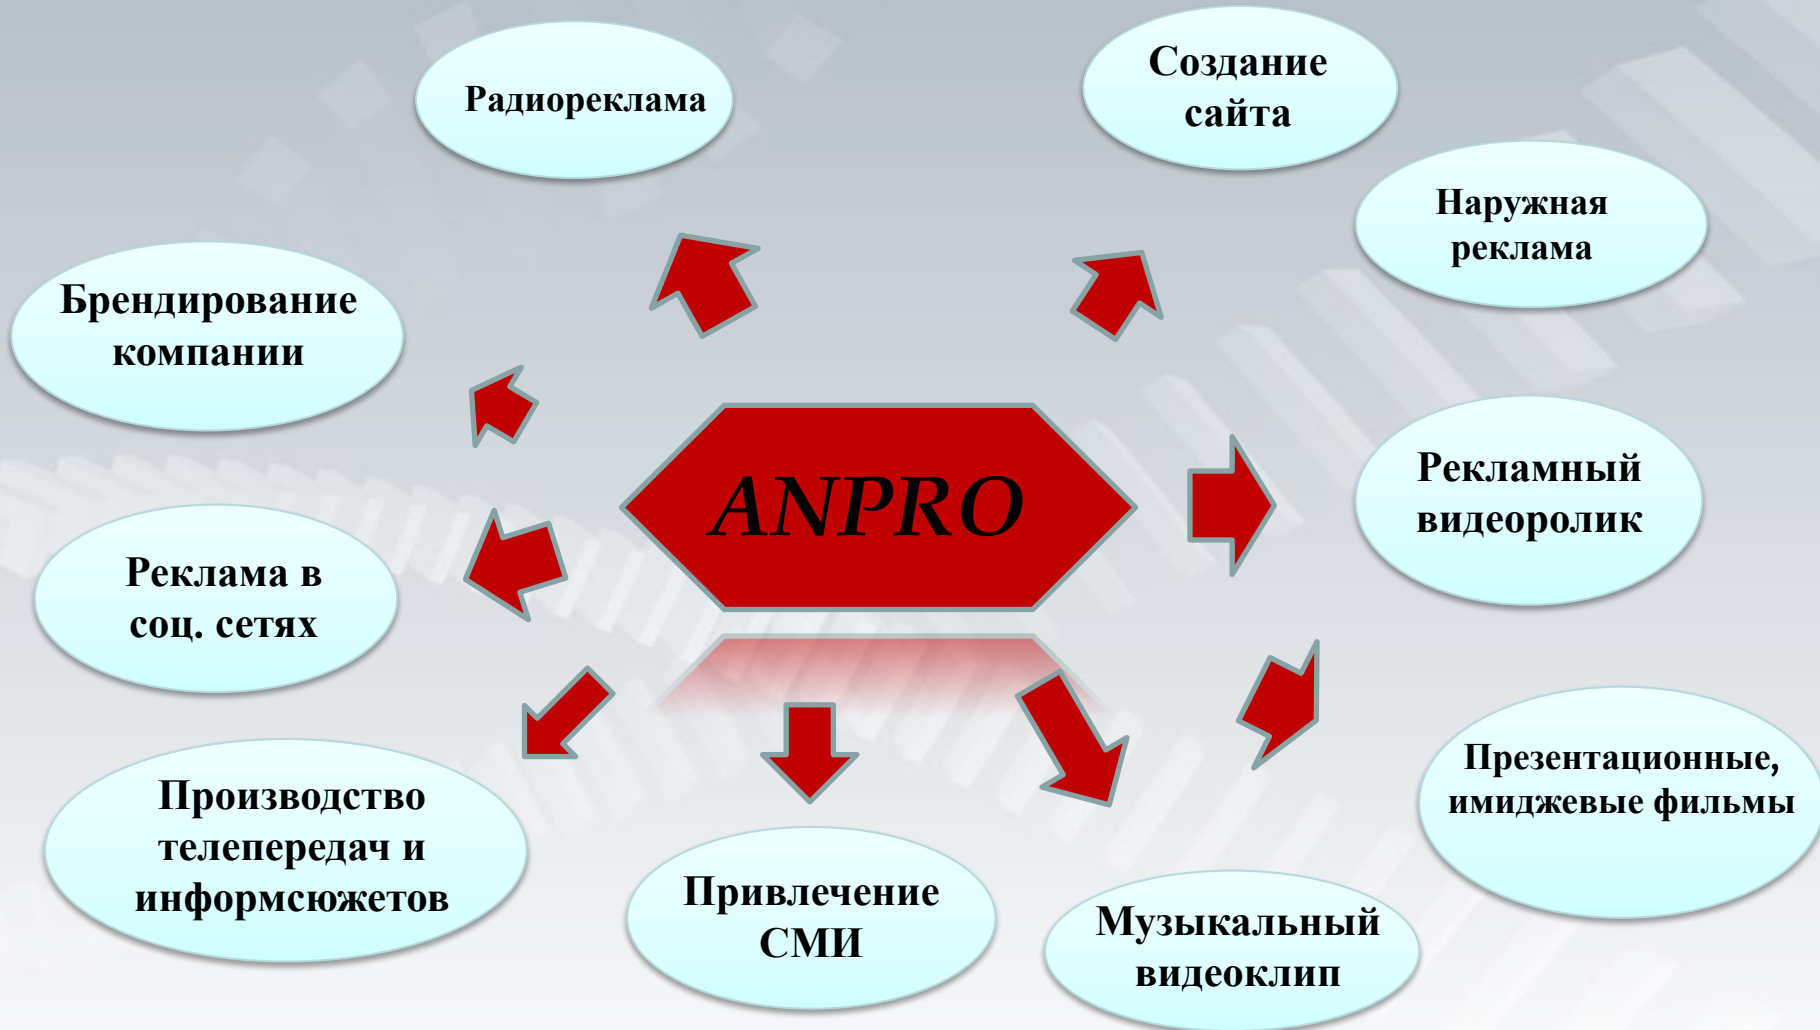 Радиореклама
Создание
сайта
Наружная
реклама
Брендирование
компании
ANPRO
Рекламный
видеоролик
Реклама в
соц. сетях
Презентационные,
имиджевые фильмы
Производство
телепередач и
информсюжетов
Привлечение
СМИ
Музыкальный
видеоклип